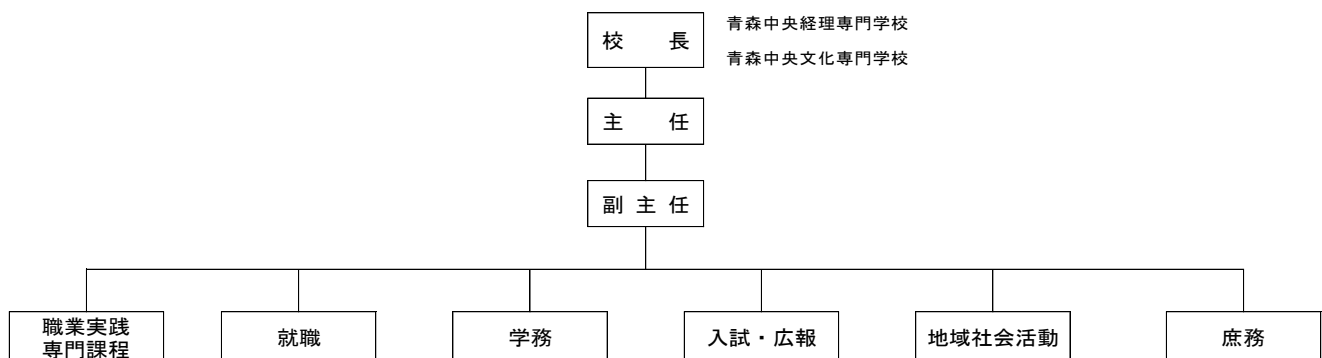 校 長
青森中央経理専門学校
青森中央文化専門学校
主 任
副 主 任
職業実践
専門課程
就職
学務
入試・広報
地域社会活動
庶務